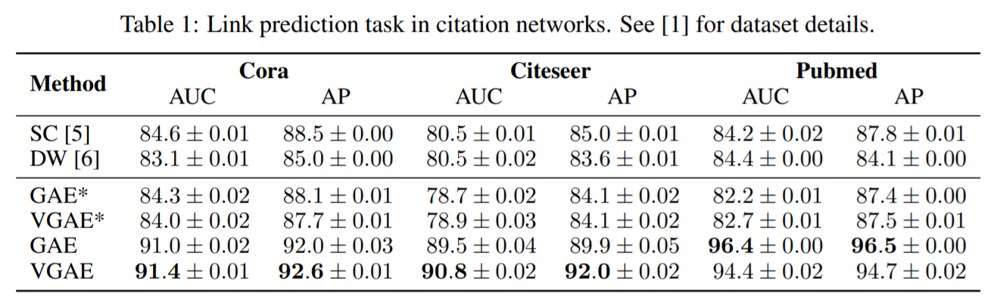 Table 1: Link prediction task in citation networks. See [1] for dataset details.
Method Cora Citeseer Pubmed
AUC AP AUC AP AUC AP
SC [5] 84.6 ± 0.01 88.5 ± 0.00 80.5 ± 0.01 85.0 ± 0.01 84.2 ± 0.02 87.8 ± 0.01
DW [6] 83.1 ± 0.01 85.0 ± 0.00 80.5 ± 0.02 83.6 ± 0.01 84.4 ± 0.00 84.1 ± 0.00
GAE* 84.3 ± 0.02 88.1 ± 0.01 78.7 ± 0.02 84.1 ± 0.02 82.2 ± 0.01 87.4 ± 0.00
VGAE* 84.0 ± 0.02 87.7 ± 0.01 78.9 ± 0.03 84.1 ± 0.02 82.7 ± 0.01 87.5 ± 0.01
GAE 91.0 ± 0.02 92.0 ± 0.03 89.5 ± 0.04 89.9 ± 0.05 96.4 ± 0.00 96.5 ± 0.00
VGAE 91.4 ± 0.01 92.6 ± 0.01 90.8 ± 0.02 92.0 ± 0.02 94.4 ± 0.02 94.7 ± 0.02